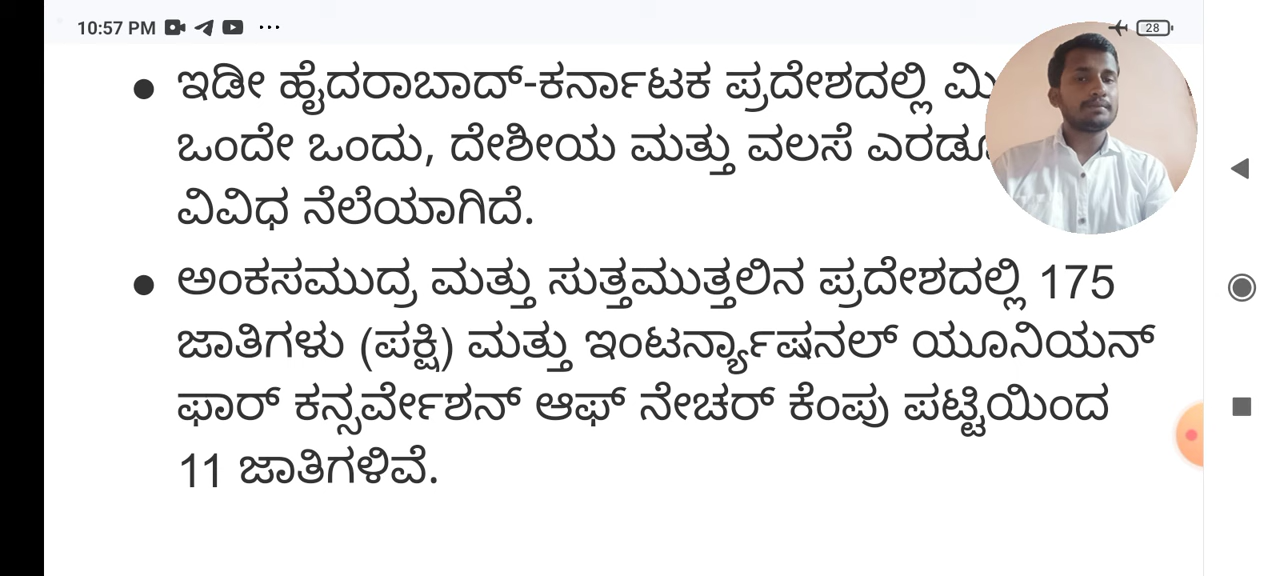 10:57 PM ... 28
• ಇಡೀ ಹೈದರಾಬಾದ್-ಕರ್ನಾಟಕ ಪ್ರದೇಶದಲ್ಲಿ
ಒಂದೇ ಒಂದು, ದೇಶೀಯ ಮತ್ತು ವಲಸೆ ಎರಡೂ
ವಿವಿಧ ನೆಲೆಯಾಗಿದೆ.
• ಅಂಕಸಮುದ್ರ ಮತ್ತು ಸುತ್ತಮುತ್ತಲಿನ ಪ್ರದೇಶದಲ್ಲಿ 175
ಜಾತಿಗಳು (ಪಕ್ಷಿ) ಮತ್ತು ಇಂಟರ್ನ್ಯಾಷನಲ್ ಯೂನಿಯನ್
ಫಾರ್ ಕನ್ಸರ್ವೇಶನ್ ಆಫ್ ನೇಚರ್ ಕೆಂಪು ಪಟ್ಟಿಯಿಂದ
11 ಜಾತಿಗಳಿವೆ.